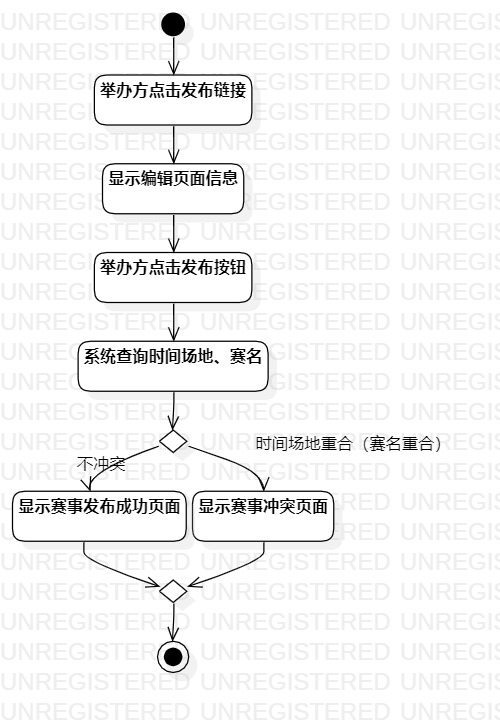 UNREGISTERED UNREGISTERED UNREGISTERED
举办方点击发布链接
显示编辑页面信息
举办方点击发布按钮
系统查询时间场地、赛名
时间场地重合（赛名重合）
不冲突
显示赛事发布成功页面
显示赛事冲突页面